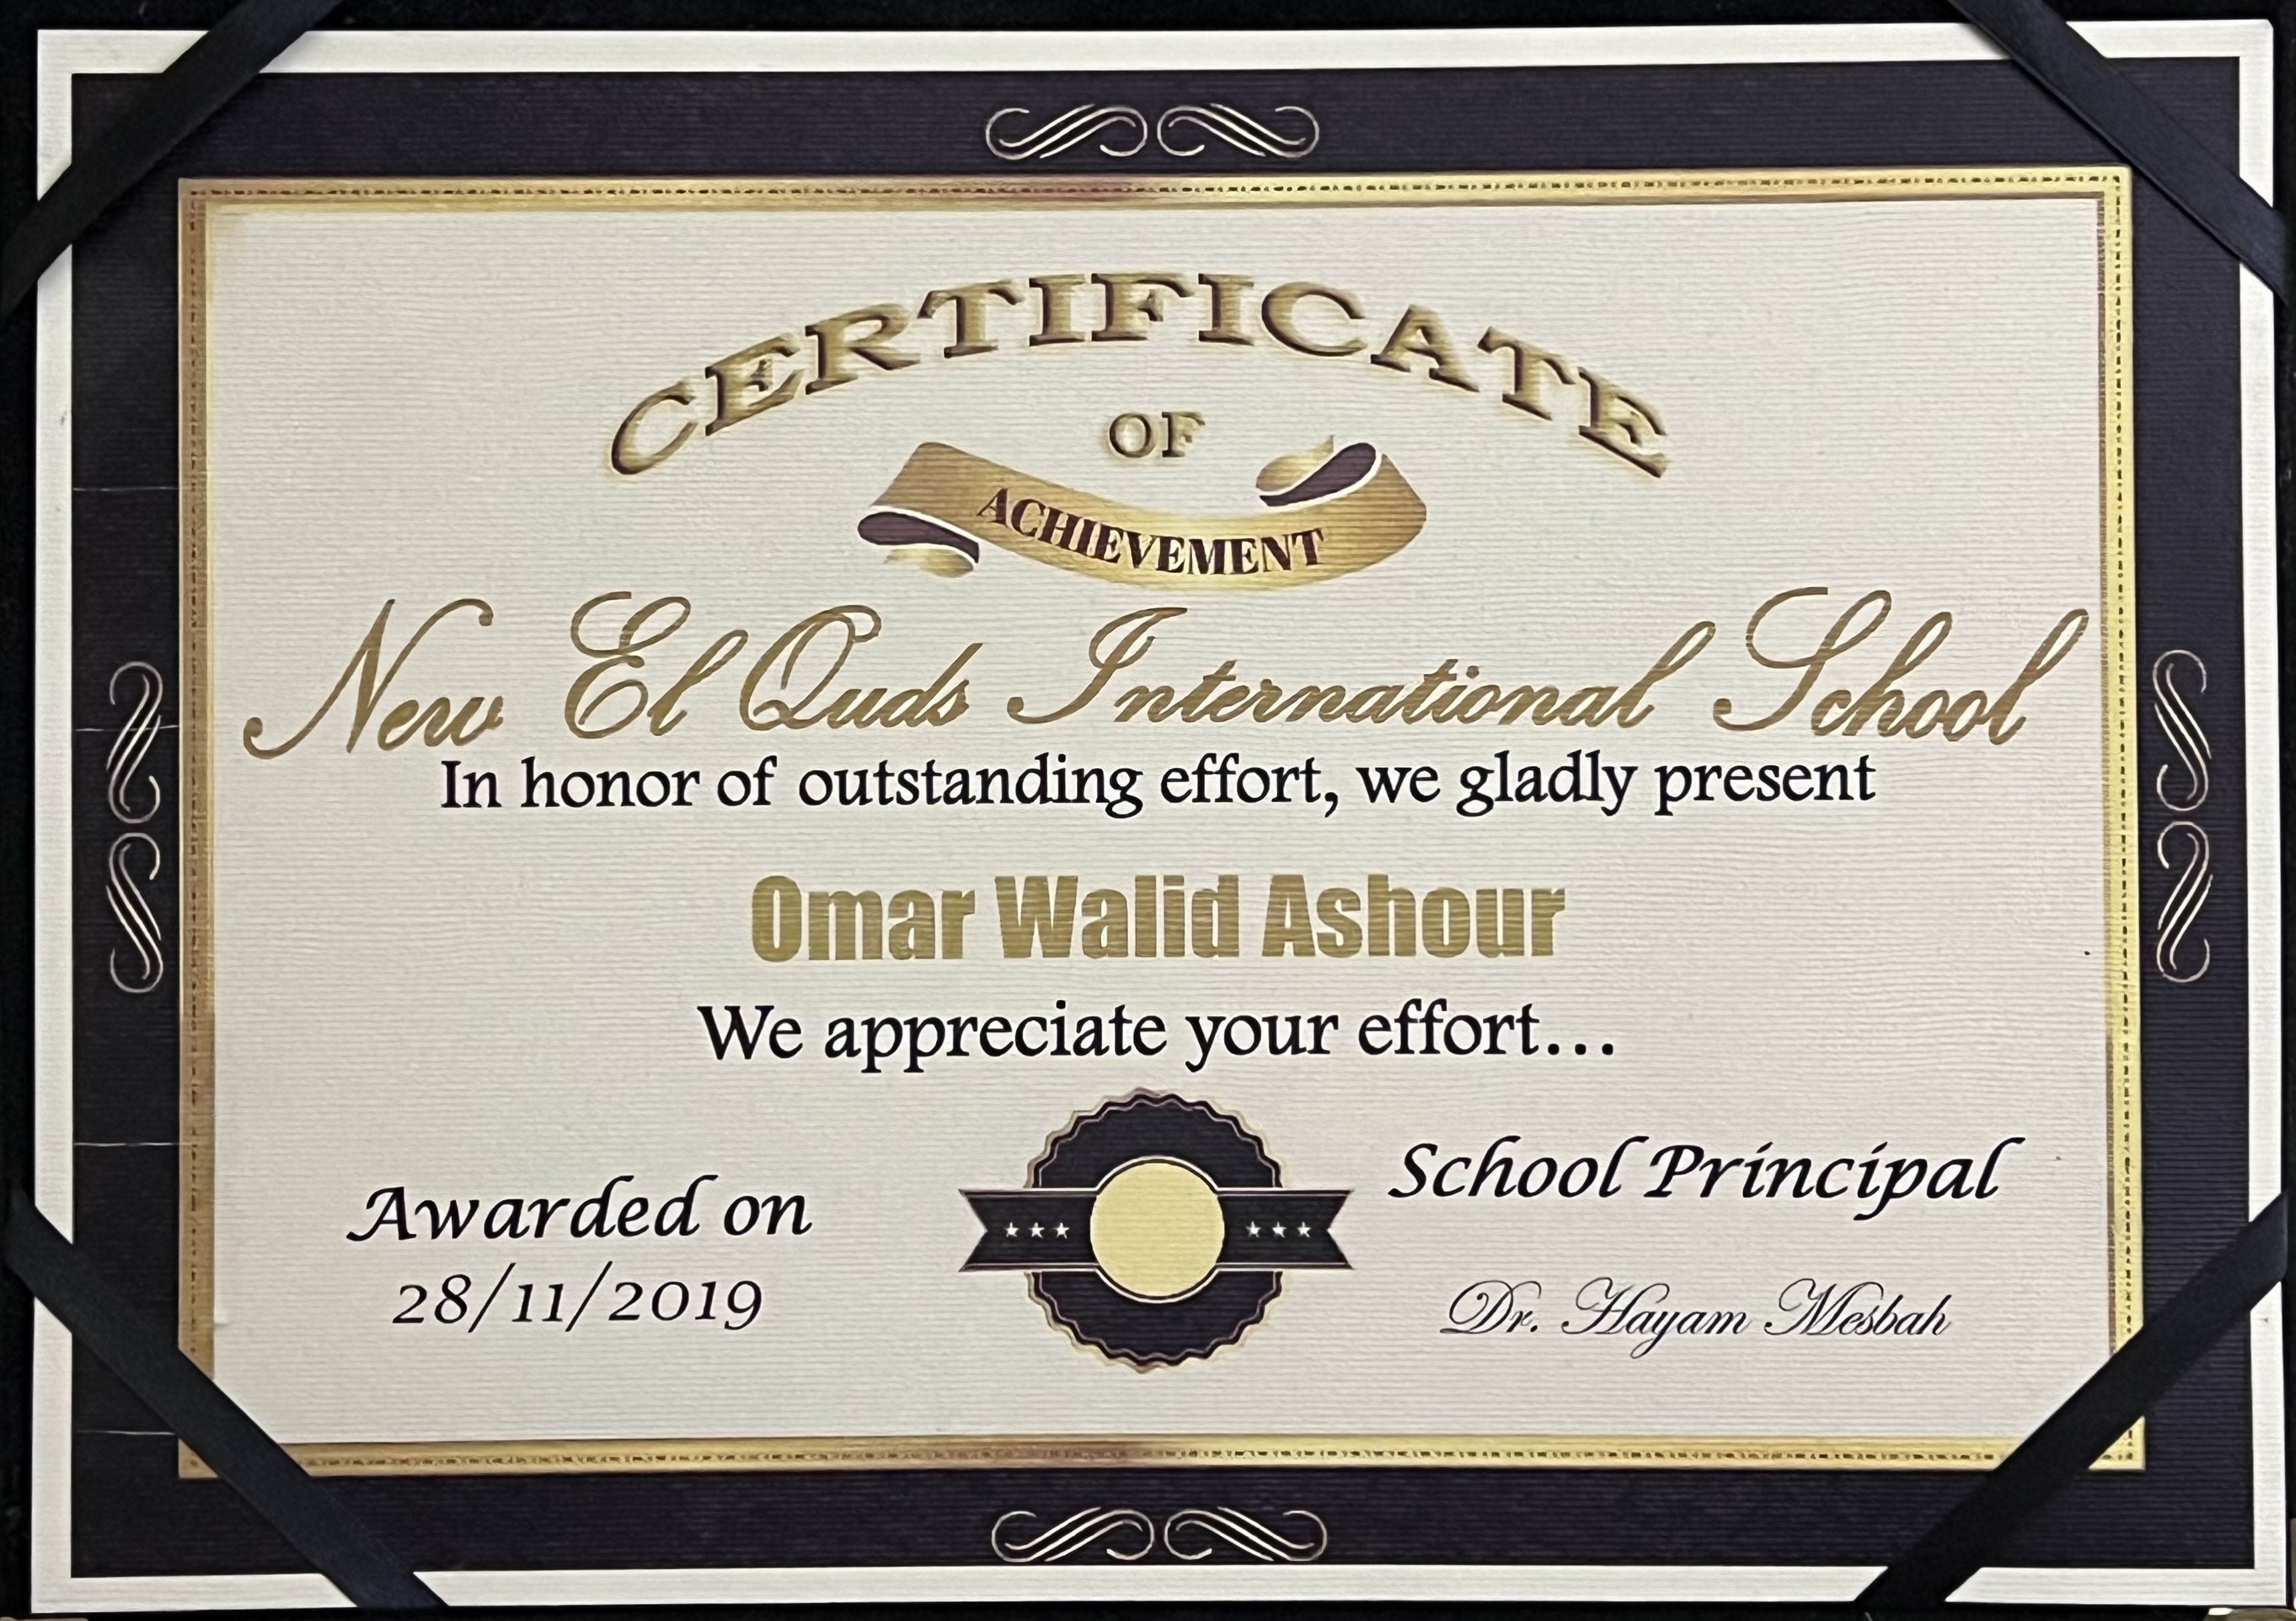 CERTIFICATE
OF
ACHIEVEMENT
New El Quds International School
In honor of outstanding effort, we gladly present
Omar Walid Ashour
We appreciate your effort...
Awarded on
28/11/2019
School Principal
Dr. Hayam Mesbah